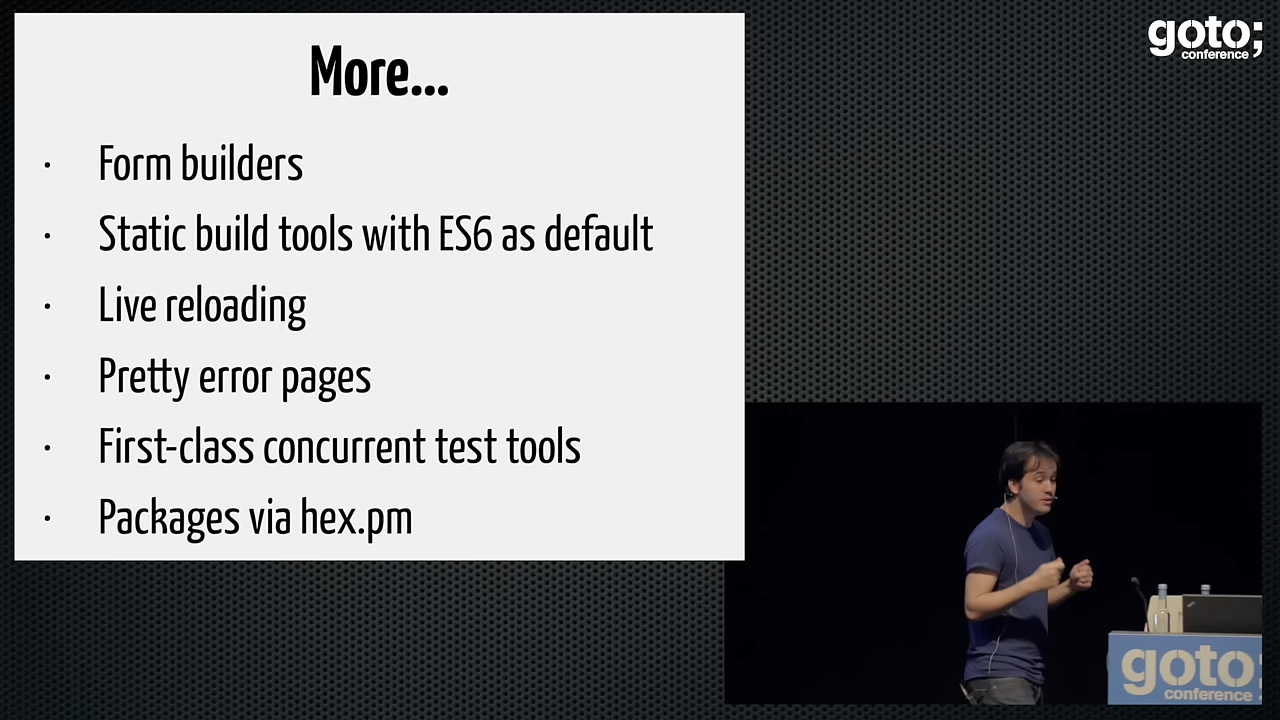 More...
· Form builders
· Static build tools with ES6 as default
· Live reloading
· Pretty error pages
· First-class concurrent test tools
· Packages via hex.pm
goto;
conference
goto;
conference